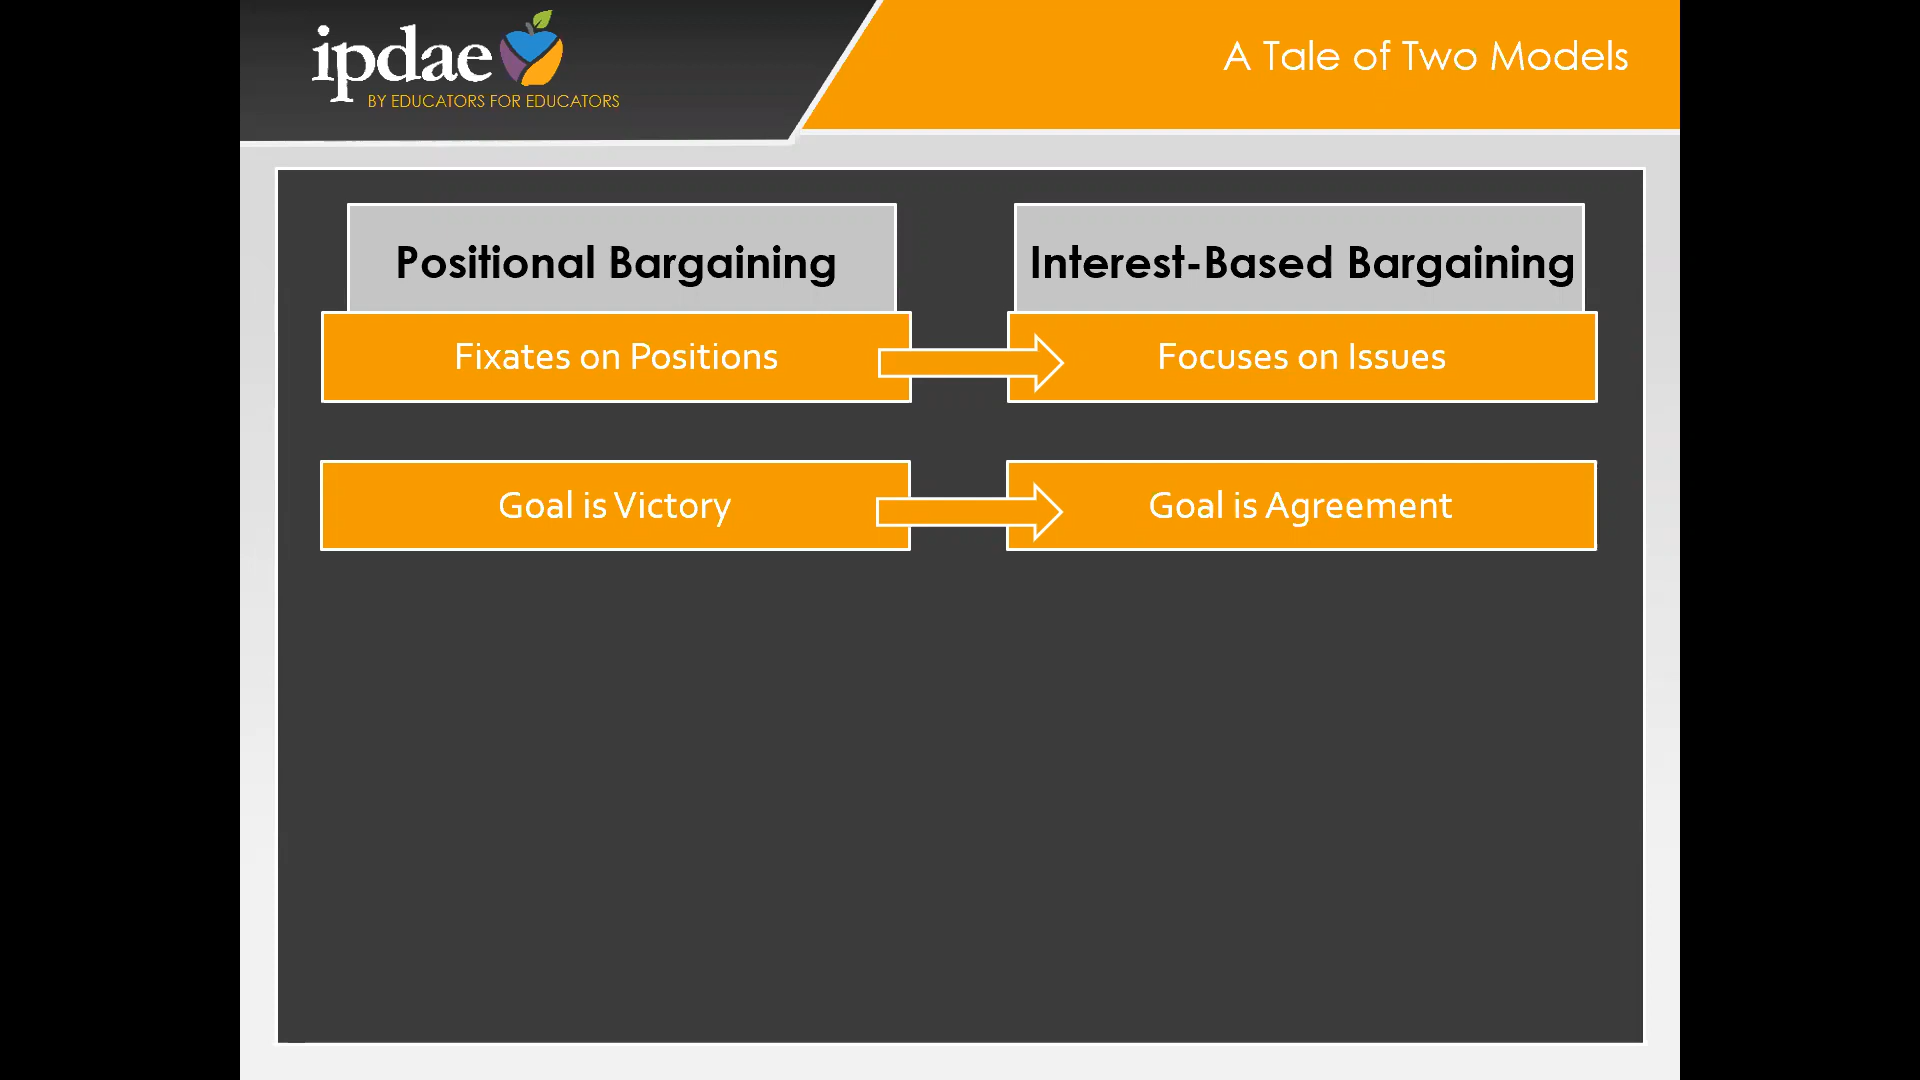 ipdae
BY EDUCATORS FOR EDUCATORS
A Tale of Two Models
Positional Bargaining
Interest-Based Bargaining
Fixates on Positions
Focuses on Issues
Goal is Victory
Goal is Agreement